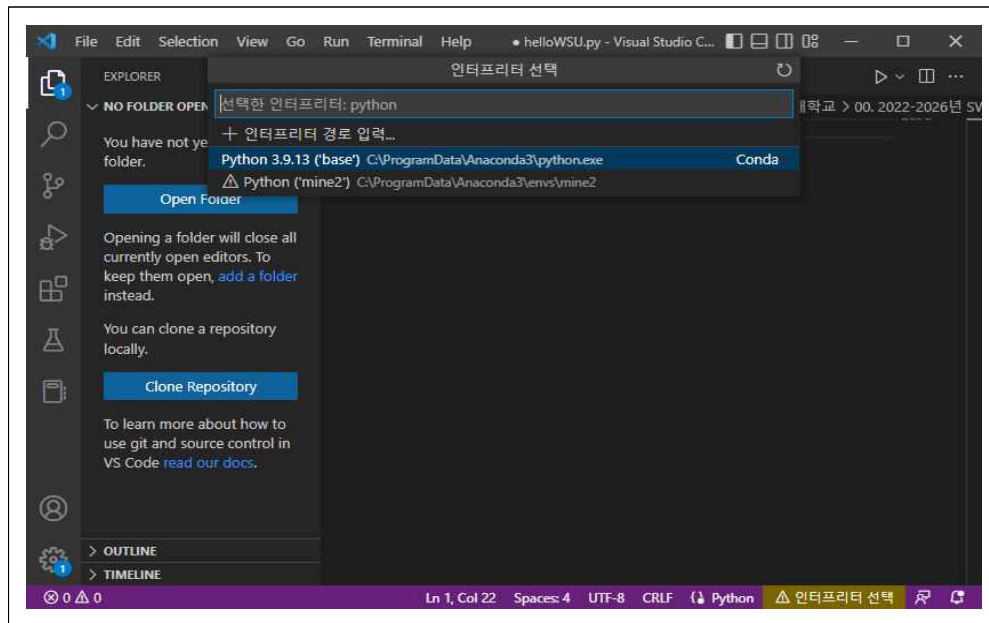 File Edit Selection View Go Run Terminal Help ● helloWSU.py - Visual Studio C...
인터프리터 선택
EXPLORER
NO FOLDER OPEN
선택한 인터프리터: python
학교 > 00. 2022-2026년 SV
+ 인터프리터 경로 입력...
You have not ye
folder.
Python 3.9.13 ('base') C:\ProgramData\Anaconda3\python.exe Conda
Python ('mine2') C:\ProgramData\Anaconda3\envs\mine2
Open Folder
Opening a folder will close all
currently open editors. To
keep them open, add a folder
instead.
You can clone a repository
locally.
Clone Repository
To learn more about how to
use git and source control in
VS Code read our docs.
> OUTLINE
> TIMELINE
1
1
0 0 Ln 1, Col 22 Spaces: 4 UTF-8 CRLF Python 인터프리터 선택